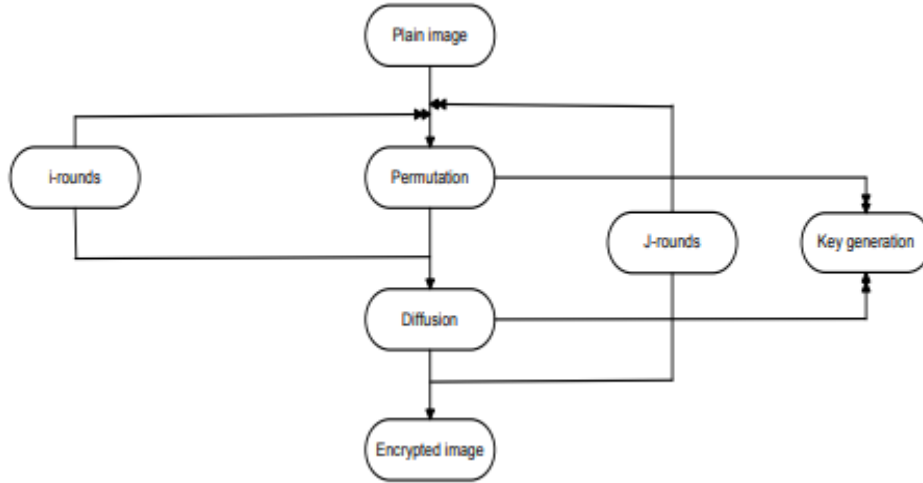 Plain image
i-rounds
Permutation
J-rounds
Key generation
Diffusion
Encrypted image